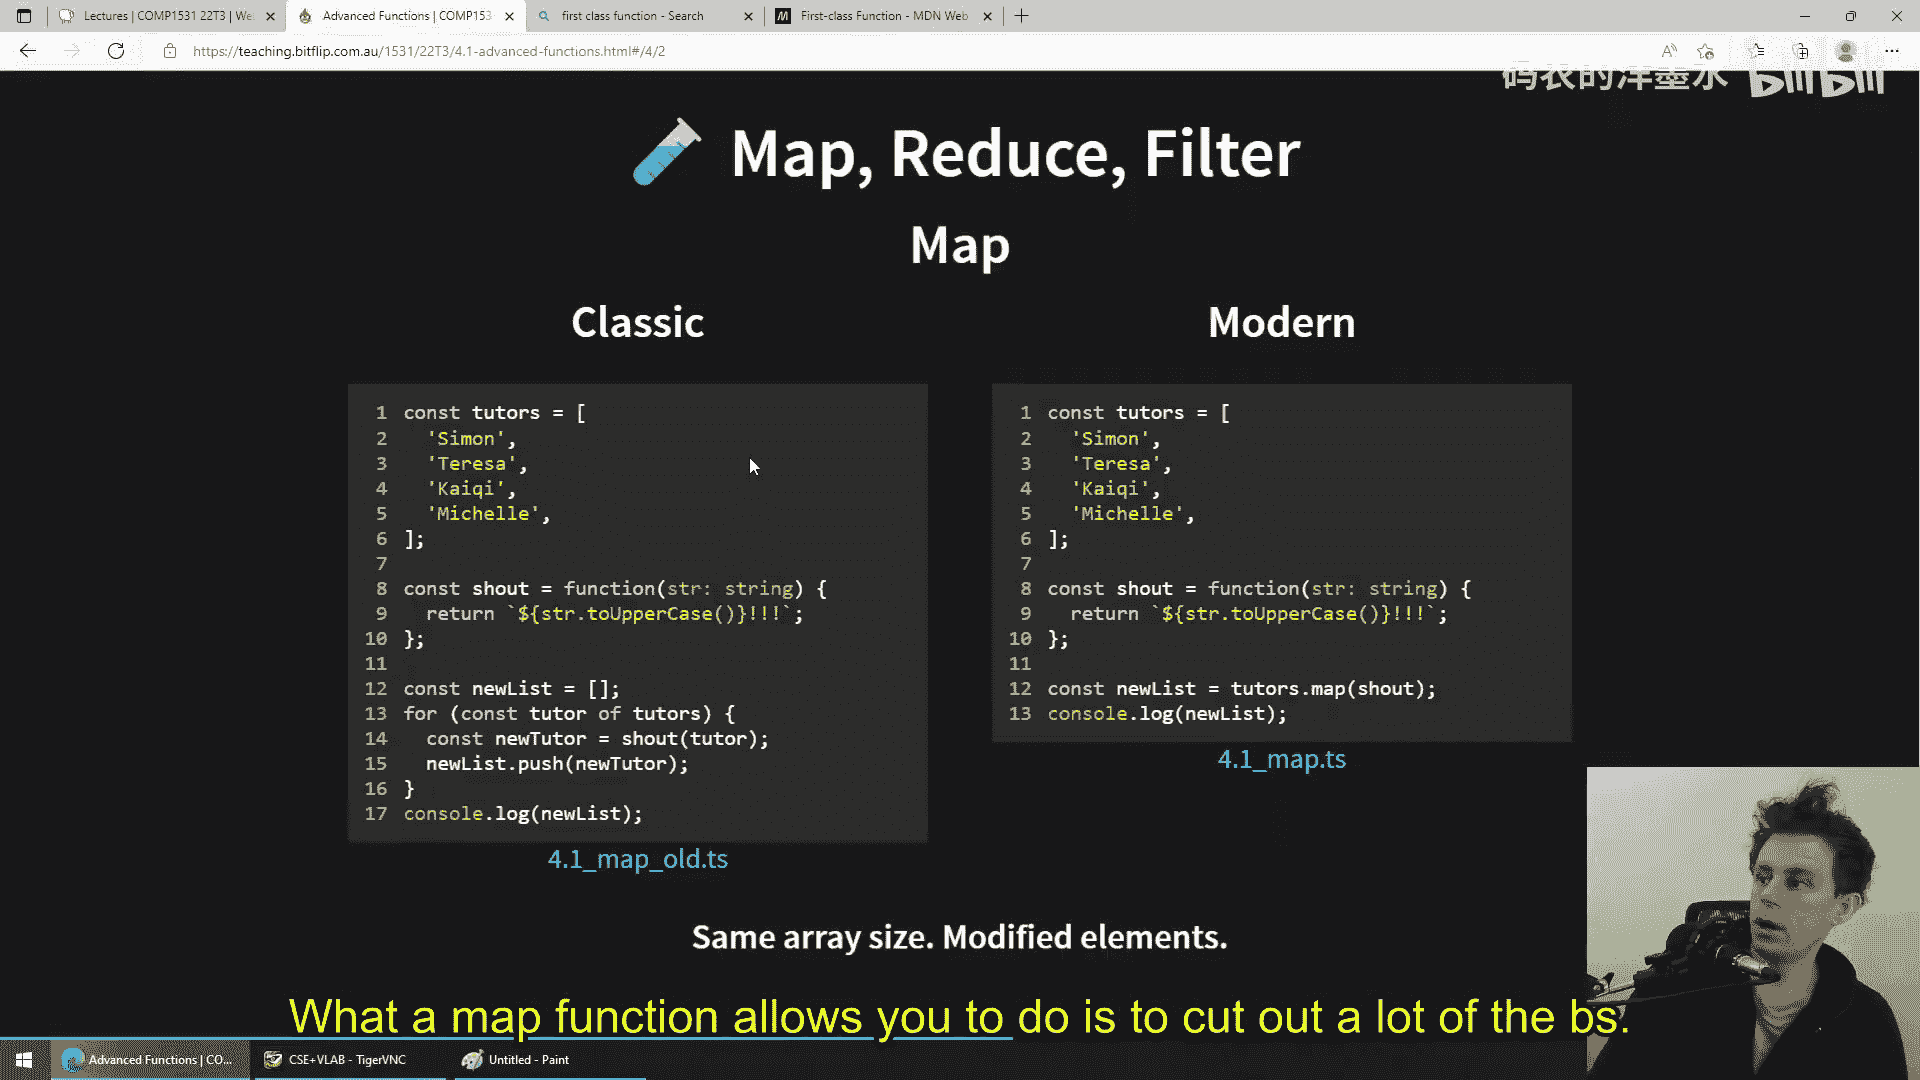 Lectures | COMP1531 22T3 | We
Advanced Functions | COMP153
first class function - Search
First-class Function - MDN Web
https://teaching.bitflip.com.au/1531/22T3/4.1-advanced-functions.html#/4/2
码农的洋墨水 bilibili
Map, Reduce, Filter
Map
Classic
1 const tutors = [
2 'Simon',
3 'Teresa',
4 'Kaiqi',
5 'Michelle',
6 ];
7
8 const shout = function(str: string) {
9 return `${str.toUpperCase()}!!!`;
10 };
11
12 const newList = [];
13 for (const tutor of tutors) {
14 const newTutor = shout(tutor);
15 newList.push(newTutor);
16 }
17 console.log(newList);
4.1_map_old.ts
Modern
1 const tutors = [
2 'Simon',
3 'Teresa',
4 'Kaiqi',
5 'Michelle',
6 ];
7
8 const shout = function(str: string) {
9 return `${str.toUpperCase()}!!!`;
10 };
11
12 const newList = tutors.map(shout);
13 console.log(newList);
4.1_map.ts
Same array size. Modified elements.
What a map function allows you to do is to cut out a lot of the bs.
Advanced Functions | CO...
CSE+VLAB - TigerVNC
Untitled - Paint